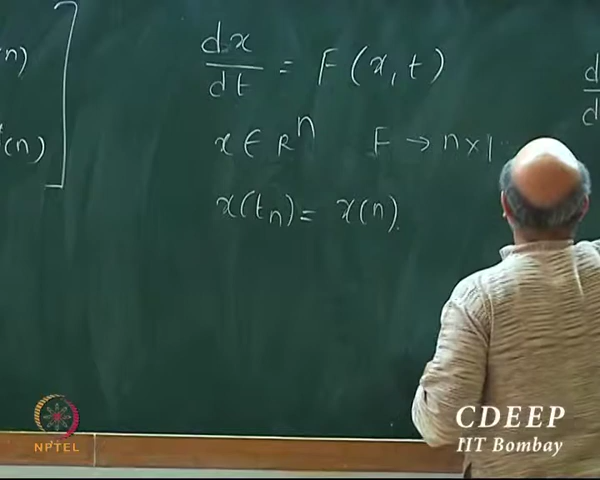 n)
(n)
dx/dt = F(x, t)
x ∈ R^n F → n×1
x(t_n) = x(n).
d
d
NPTEL
CDEEP
IIT Bombay